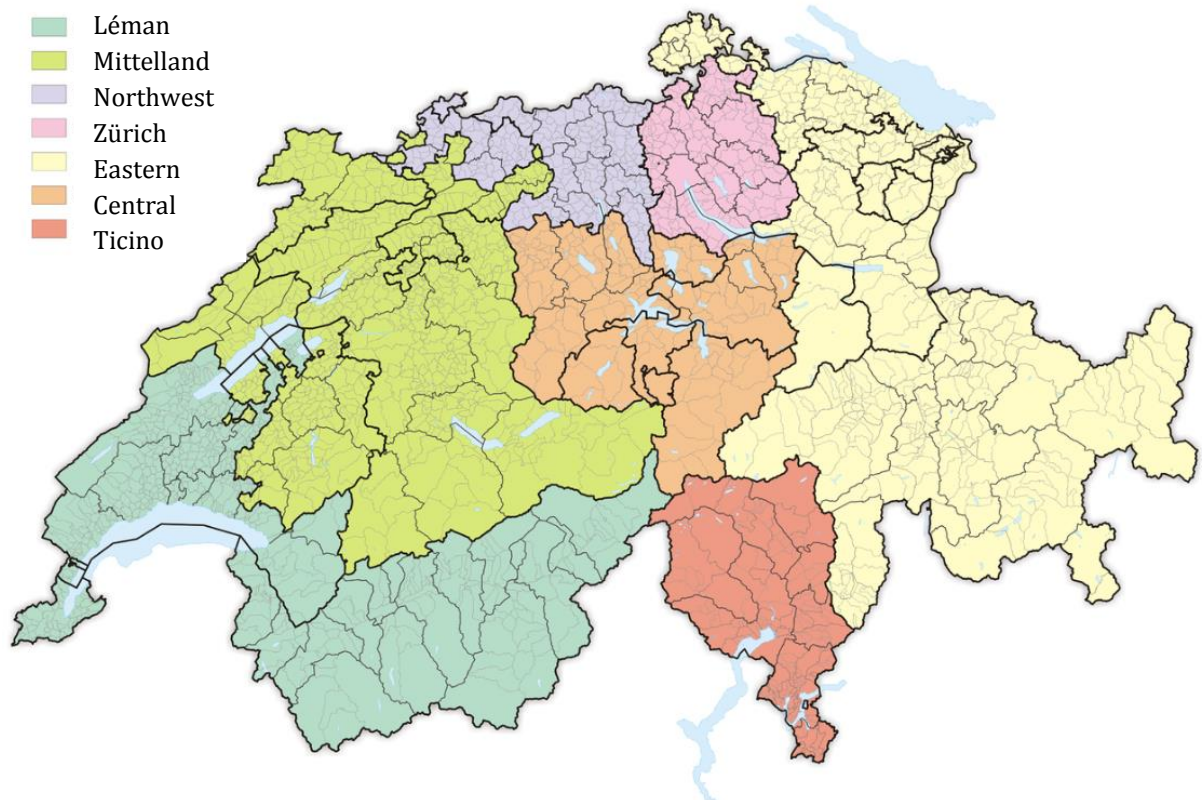 Léman
Mittelland
Northwest
Zürich
Eastern
Central
Ticino